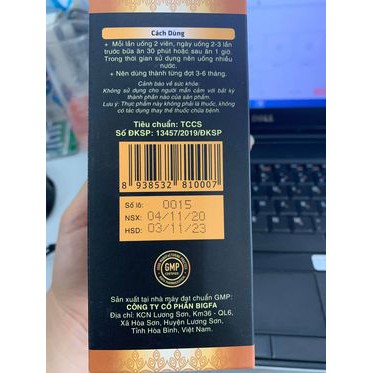 Cách Dùng
+ Mỗi lần uống 2 viên, ngày uống 2-3 lần
trước bữa ăn 30 phút hoặc sau ăn 1 giờ.
Trong thời gian sử dụng nên uống nhiều
nước.
+ Nên dùng thành từng đợt 3-6 tháng.
Cảnh báo về sức khỏe:
Không sử dụng cho người mẫn cảm với bất kỳ
thành phần nào của sản phẩm.
Lưu ý: Thực phẩm này không phải là thuốc, không
có tác dụng thay thế thuốc chữa bệnh.
Tiêu chuẩn: TCCS
Số ĐKSP: 13457/2019/ĐKSP
8 938532 810007
Số lô: 0015
NSX: 04/11/20
HSD: 03/11/23
GMP
CERTIFIED
Sản xuất tại nhà máy đạt chuẩn GMP:
CÔNG TY CỔ PHẦN BIGFA
Địa chỉ: KCN Lương Sơn, Km36 - QL6,
Xã Hòa Sơn, Huyện Lương Sơn,
Tỉnh Hòa Bình, Việt Nam.
DELL